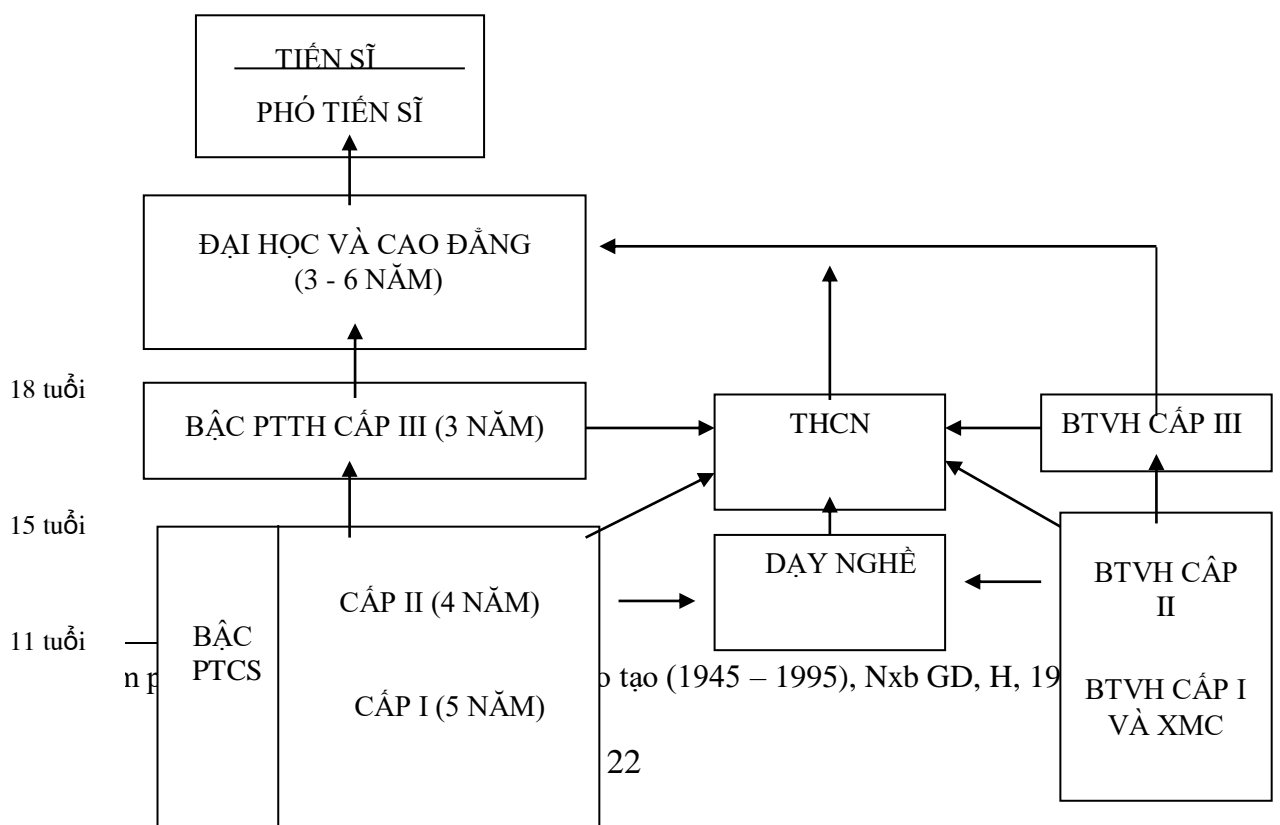 TIẾN SĨ
PHÓ TIẾN SĨ
ĐẠI HỌC VÀ CAO ĐẲNG
(3 - 6 NĂM)
18 tuổi
BẬC PTTH CẤP III (3 NĂM)
THCN
BTVH CẤP III
15 tuổi
DẠY NGHỀ
BTVH CÂP
II
CẤP II (4 NĂM)
11 tuổi
BẬC
PTCS
o tạo (1945 – 1995), Nxb GD, H, 19
CẤP I (5 NĂM)
BTVH CẤP I
VÀ XMC
22